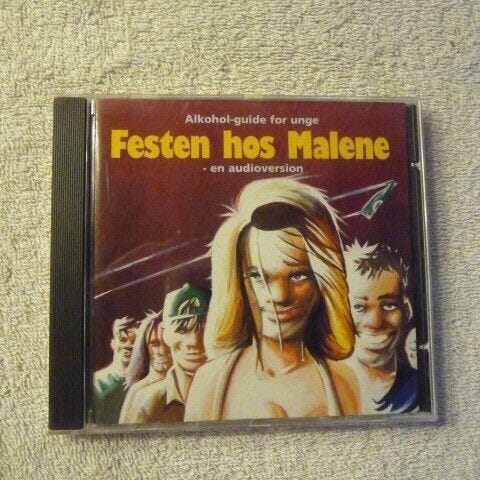 Alkohol-guide for unge
Festen hos Malene
- en audioversion